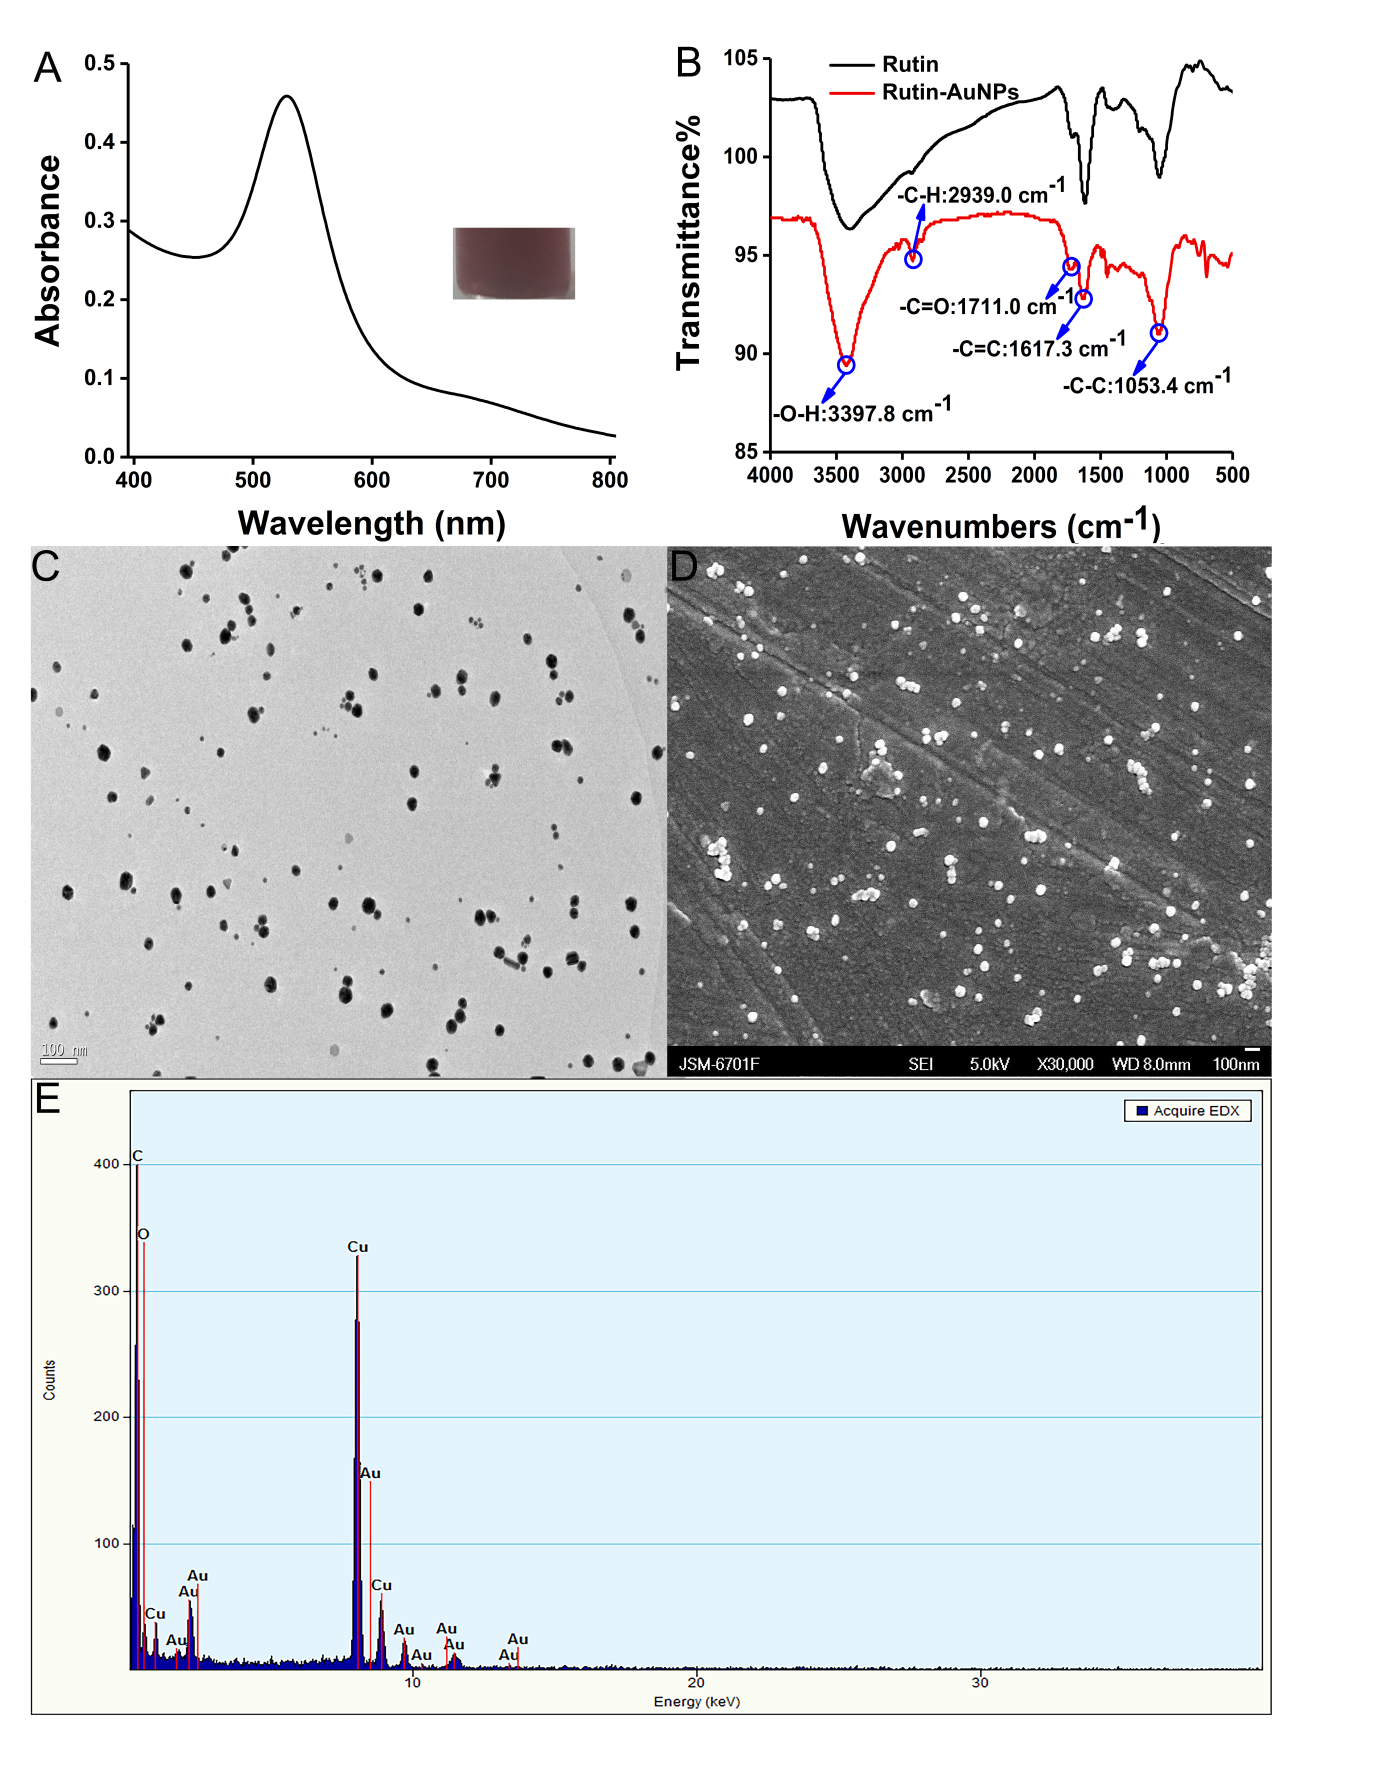 A
0.5
0.4
0.3
0.2
0.1
0.0
Absorbance
400 500 600 700 800
Wavelength (nm)
B
105
100
95
90
85
Transmittance%
Rutin
Rutin-AuNPs
-C-H:2939.0 cm-1
-C=O:1711.0 cm-1
-C=C:1617.3 cm-1
-C-C:1053.4 cm-1
-O-H:3397.8 cm-1
4000 3500 3000 2500 2000 1500 1000 500
Wavenumbers (cm-1)
C
100 nm
D
JSM-6701F SEI 5.0kV X30,000 WD 8.0mm 100nm
E
Acquire EDX
400
300
200
100
Counts
C
O
Cu
Au
Au
Au
Cu
Au
Cu
Au
Au
Au
Au
Au
Au
10 20 30
Energy (keV)